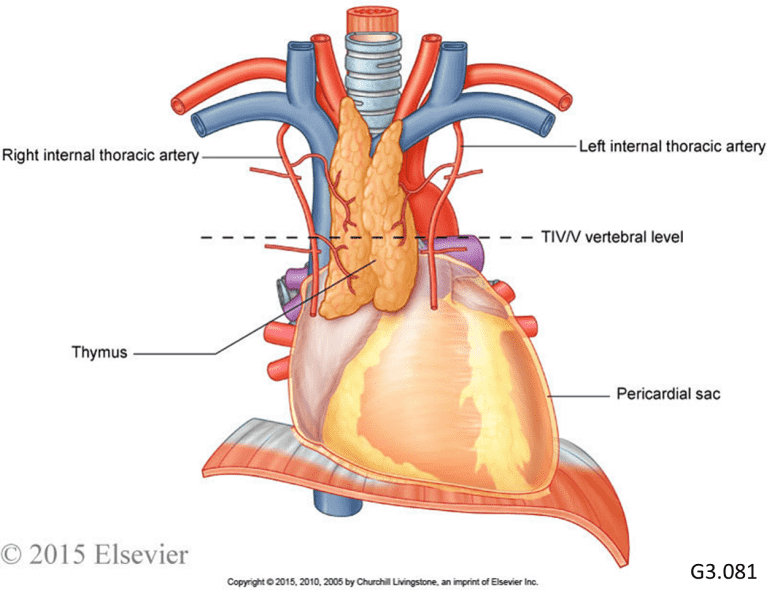 Right internal thoracic artery
Left internal thoracic artery
TIV/V vertebral level
Thymus
Pericardial sac
© 2015 Elsevier
G3.081
Copyright © 2015, 2010, 2005 by Churchill Livingstone, an imprint of Elsevier Inc.